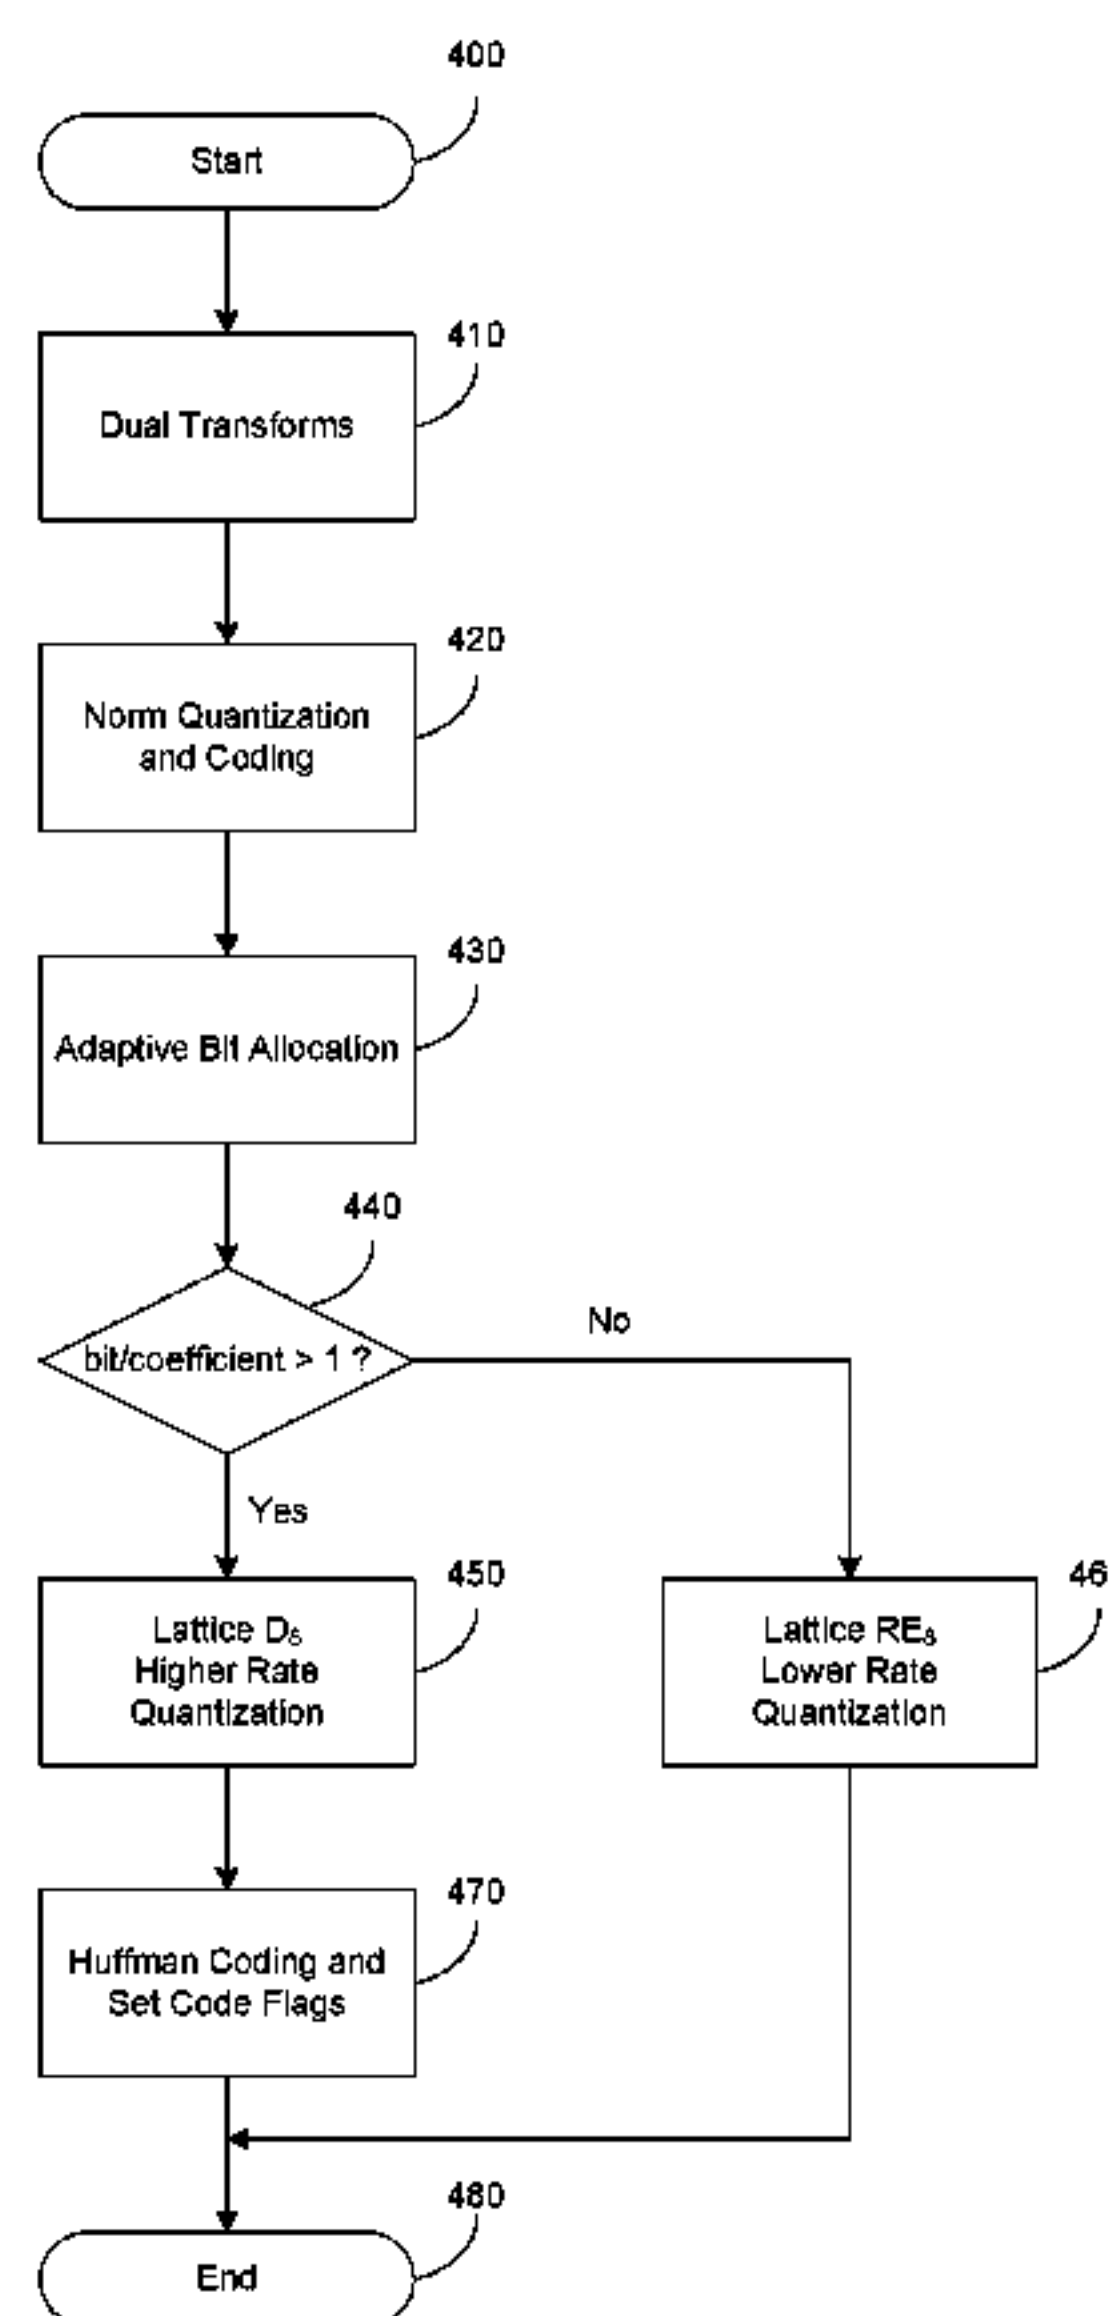 400
Start
410
Dual Transforms
420
Norm Quantization
and Coding
430
Adaptive Bit Allocation
440
bit/coefficient > 1 ?
No
Yes
450
46
Lattice D₈
Higher Rate
Quantization
Lattice RE₈
Lower Rate
Quantization
470
Huffman Coding and
Set Code Flags
480
End